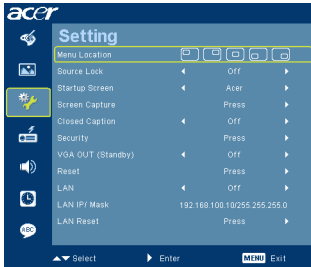 acer
Setting
Menu Location
Source Lock Off
Startup Screen Acer
Screen Capture Press
Closed Caption Off
Security Press
VGA OUT (Standby) Off
Reset Press
LAN Off
LAN IP/ Mask 192.168.100.10/255.255.255.0
LAN Reset Press
ABC
Select Enter MENU Exit